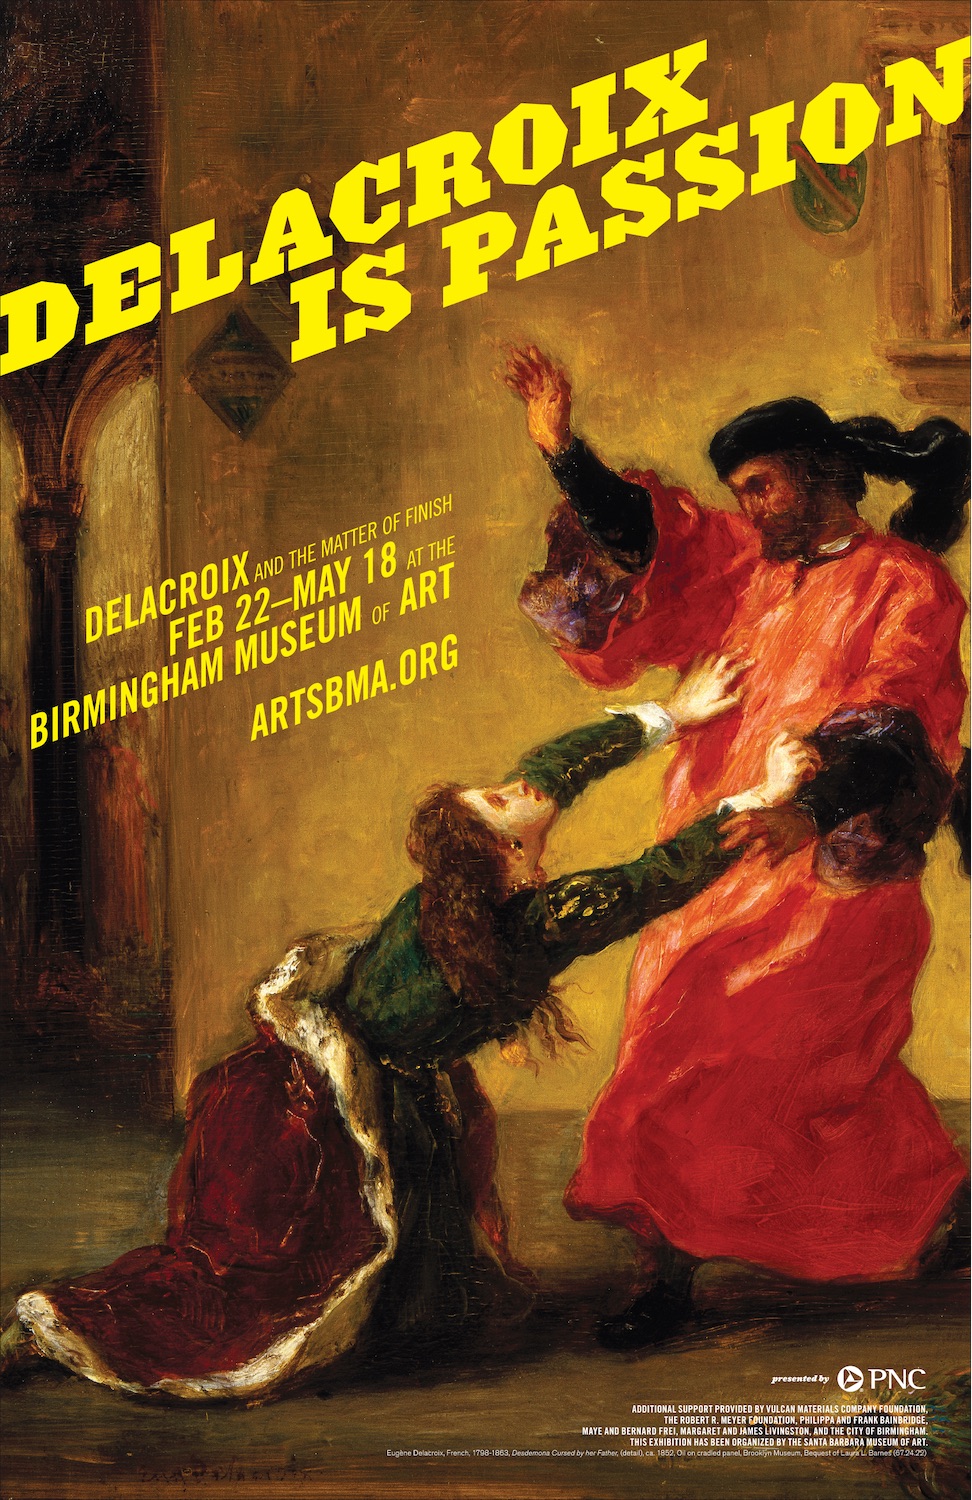 DELACROIX
IS PASSION
DELACROIX AND THE MATTER OF FINISH
FEB 22–MAY 18 AT THE
BIRMINGHAM MUSEUM OF ART
ARTSBMA.ORG
presented by PNC
ADDITIONAL SUPPORT PROVIDED BY VULCAN MATERIALS COMPANY FOUNDATION,
THE ROBERT R. MEYER FOUNDATION, PHILIPPA AND FRANK BAINBRIDGE,
MAYE AND BERNARD FREI, MARGARET AND JAMES LIVINGSTON, AND THE CITY OF BIRMINGHAM.
THIS EXHIBITION HAS BEEN ORGANIZED BY THE SANTA BARBARA MUSEUM OF ART.
Eugène Delacroix, French, 1798-1863, Desdemona Cursed by her Father, (detail), ca. 1852, Oil on cradled panel, Brooklyn Museum, Bequest of Laura L. Barnes (67.24.22)